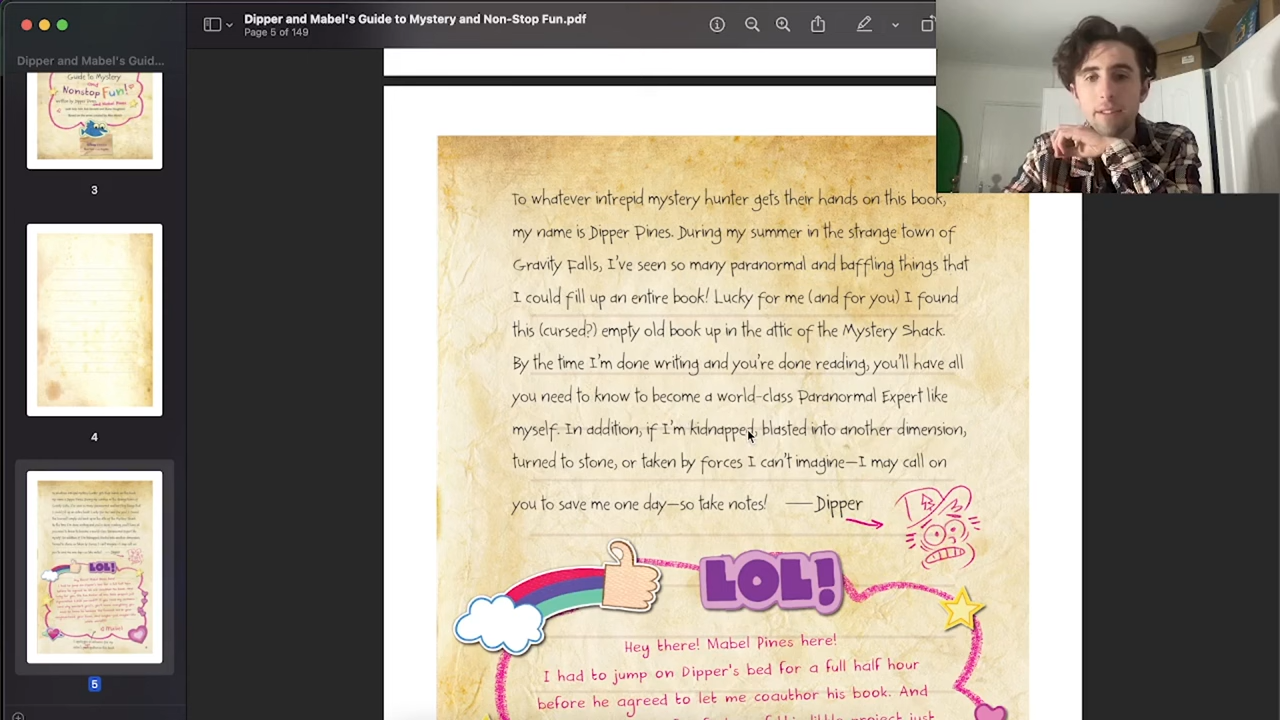 Dipper and Mabel's Guide to Mystery and Non-Stop Fun.pdf
Page 5 of 149
Dipper and Mabel's Guid...
Guide to Mystery
and
Nonstop Fun!
3
4
5
LOL!
To whatever intrepid mystery hunter gets their hands on this book,
my name is Dipper Pines. During my summer in the strange town of
Gravity Falls, I've seen so many paranormal and baffling things that
I could fill up an entire book! Lucky for me (and for you) I found
this (cursed?) empty old book up in the attic of the Mystery Shack.
By the time I'm done writing and you're done reading, you'll have all
you need to know to become a world-class Paranormal Expert like
myself. In addition, if I'm kidnapped, blasted into another dimension,
turned to stone, or taken by forces I can't imagine—I may call on
you to save me one day—so take notes! —Dipper
LOL!
Hey there! Mabel Pines here!
I had to jump on Dipper's bed for a full half hour
before he agreed to let me coauthor his book. And